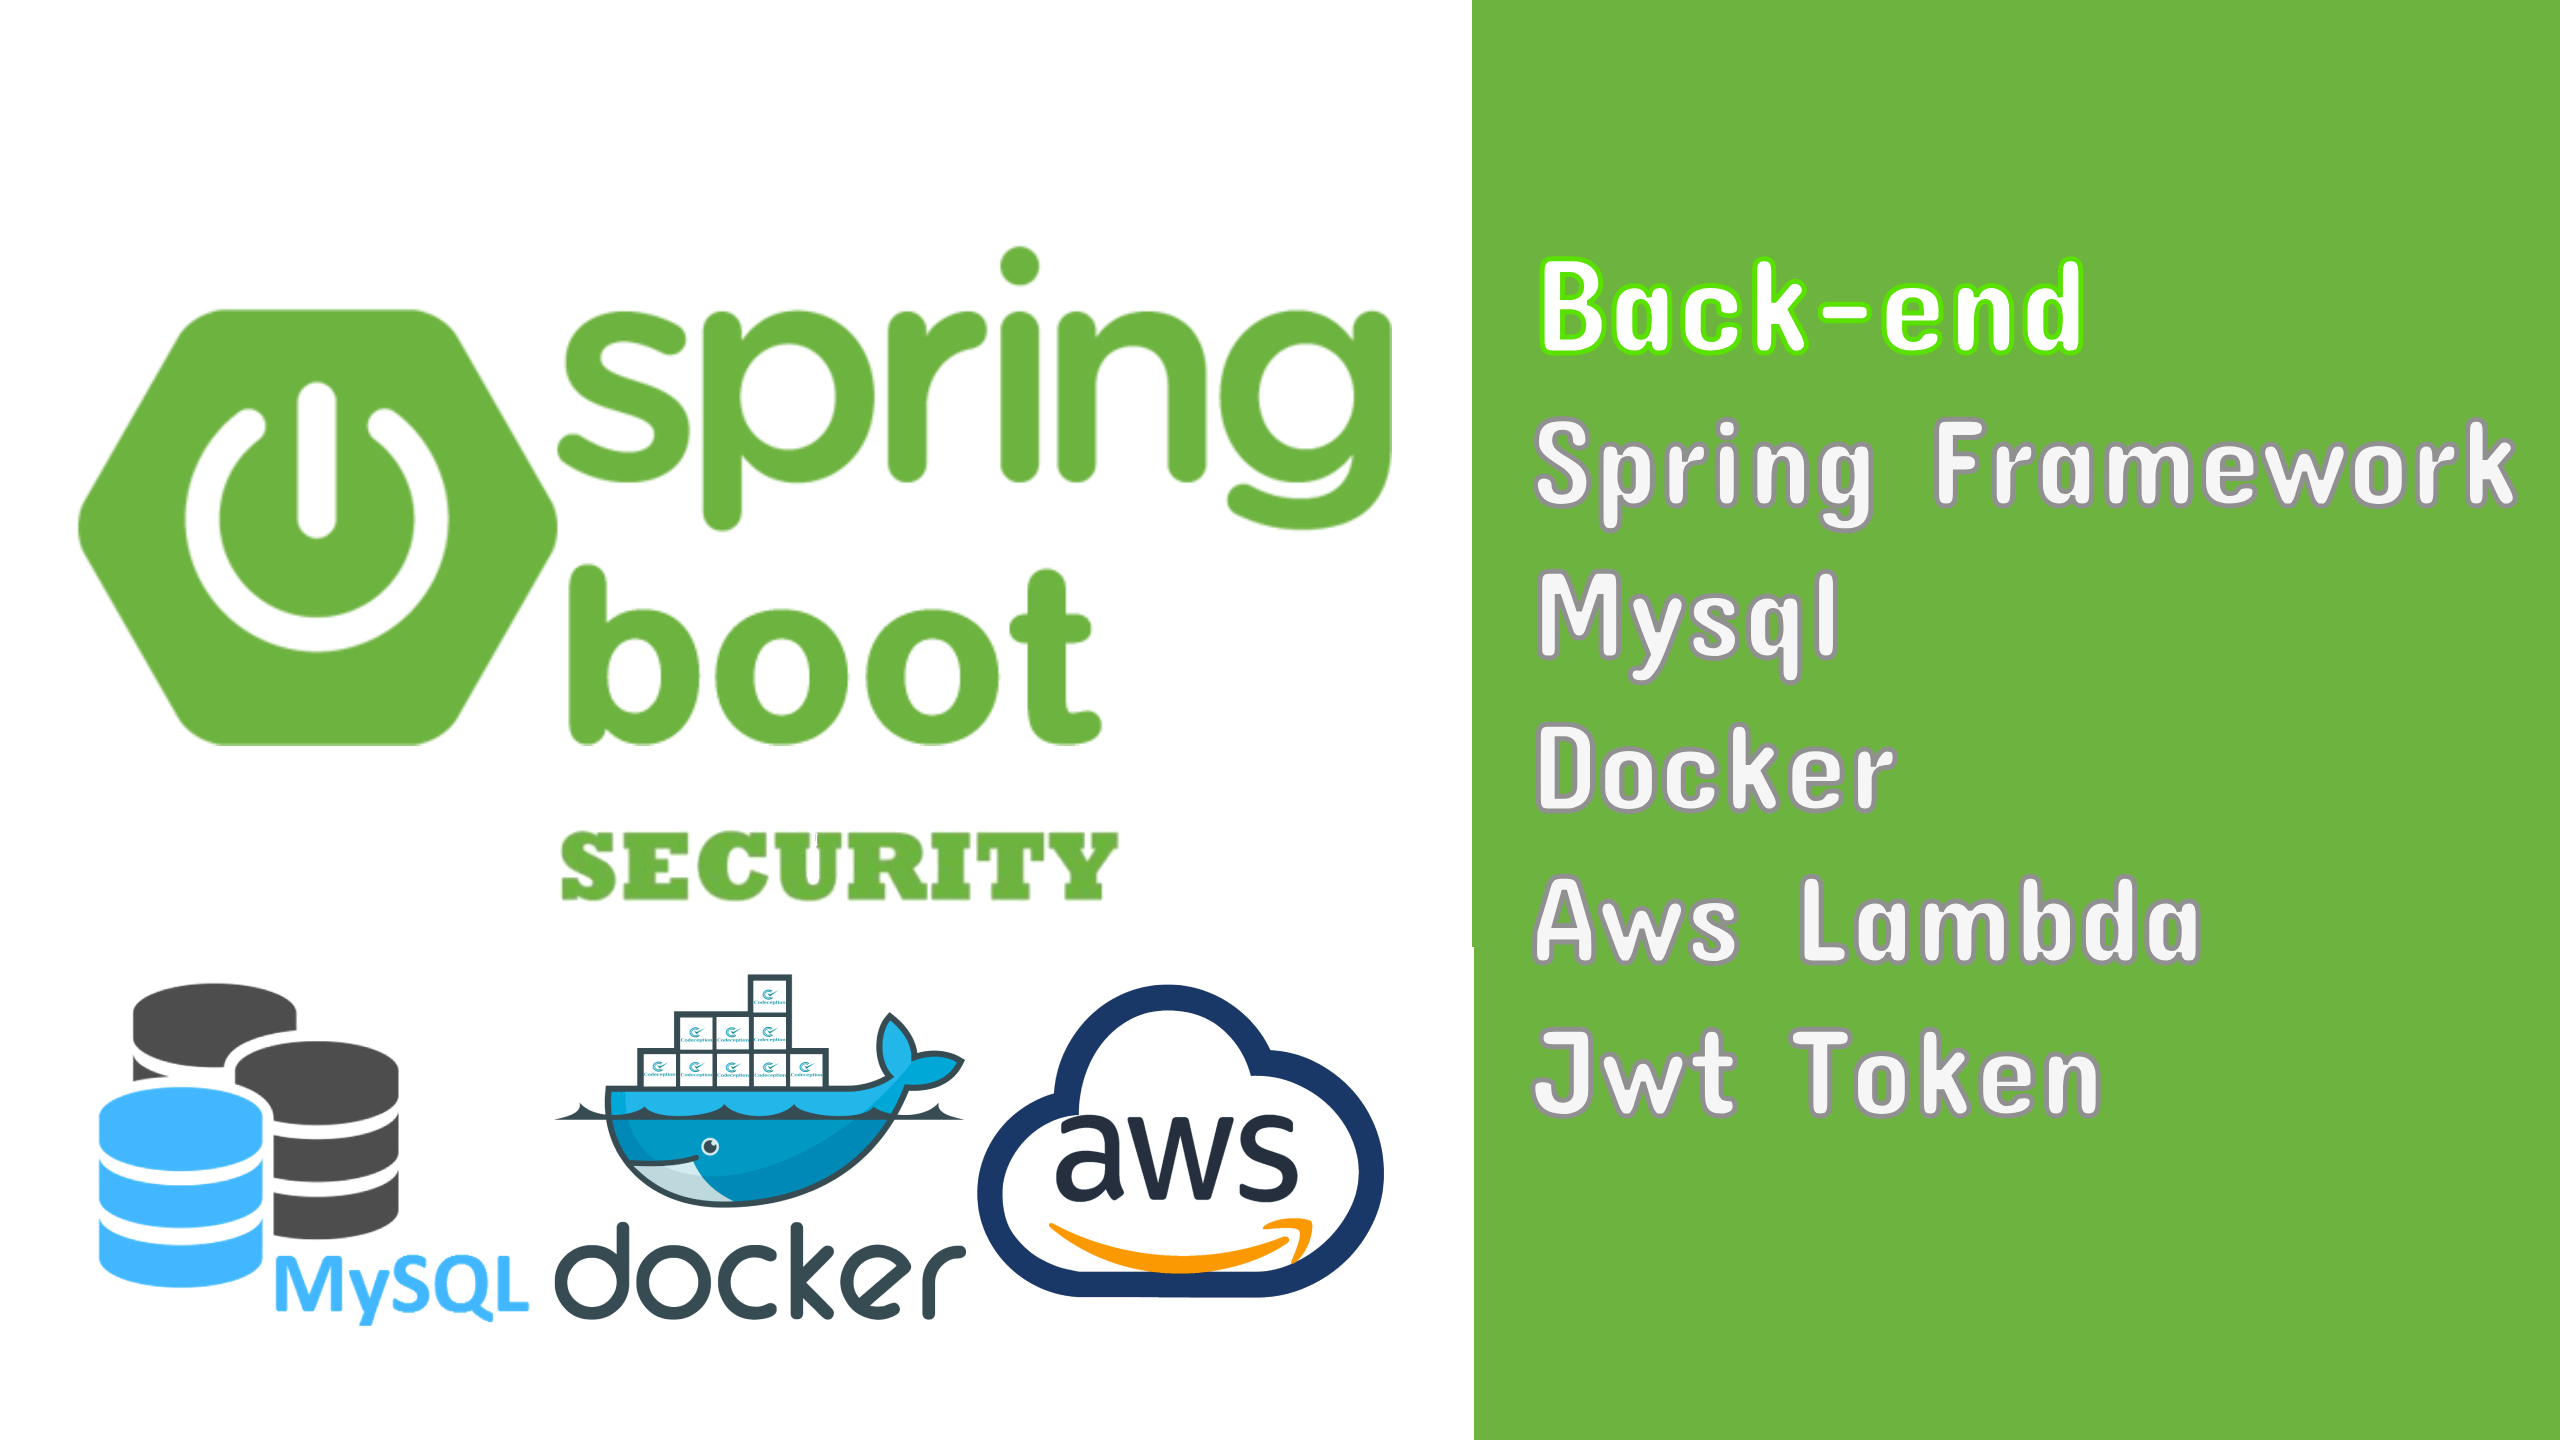 spring
boot
SECURITY
MySQL
docker
aws
Back-end
Spring Framework
Mysql
Docker
Aws Lambda
Jwt Token